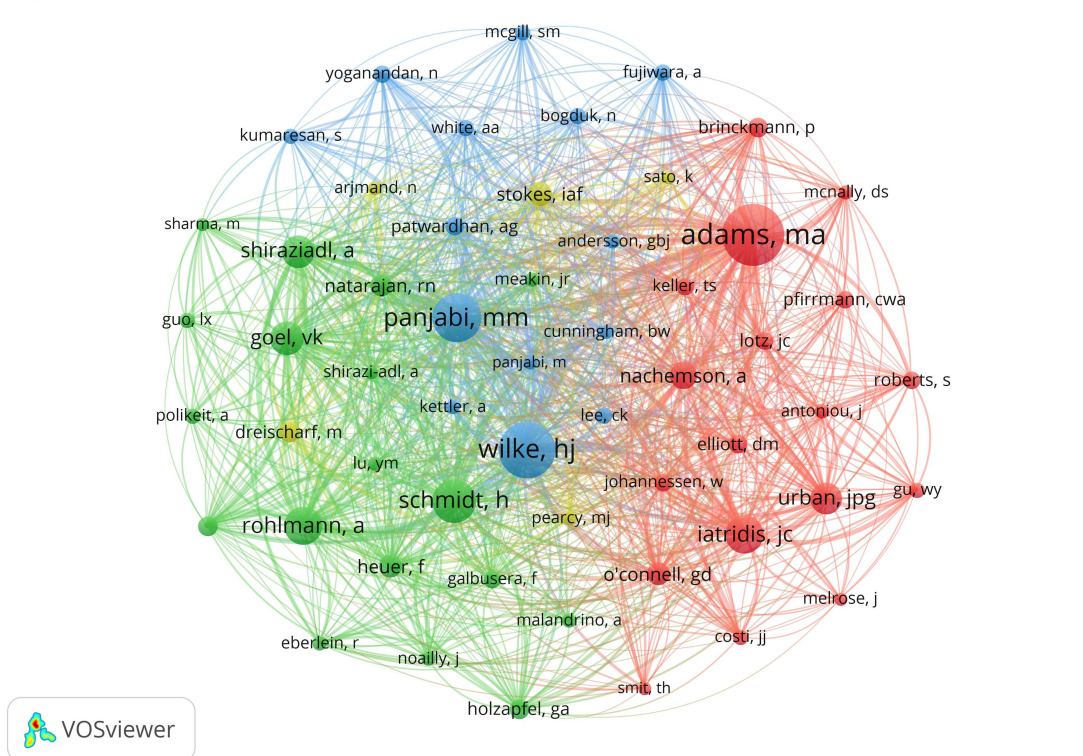 mcgill, sm
yoganandan, n
fujiwara, a
bogduk, n
kumaresan, s
white, aa
brinckmann, p
arjmand, n
stokes, iaf
sato, k
mcnally, ds
sharma, m
patwardhan, ag
shiraziadl, a
andersson, gbj
adams, ma
natarajan, rn
meakin, jr
keller, ts
pfirrmann, cwa
guo, lx
panjabi, mm
goel, vk
cunningham, bw
lotz, jc
shirazi-adl, a
panjabi, m
nachemson, a
roberts, s
polikeit, a
kettler, a
lee, ck
antoniou, j
dreischarf, m
wilke, hj
elliott, dm
lu, ym
schmidt, h
johannessen, w
urban, jpg
gu, wy
rohlmann, a
pearcy, mj
iatridis, jc
heuer, f
galbusera, f
o'connell, gd
melrose, j
malandrino, a
costi, jj
eberlein, r
noailly, j
smit, th
holzapfel, ga
VOSviewer